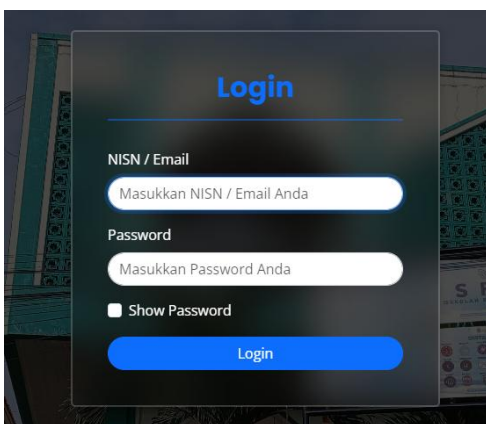 Login
NISN / Email
Masukkan NISN / Email Anda
Password
Masukkan Password Anda
Show Password
Login